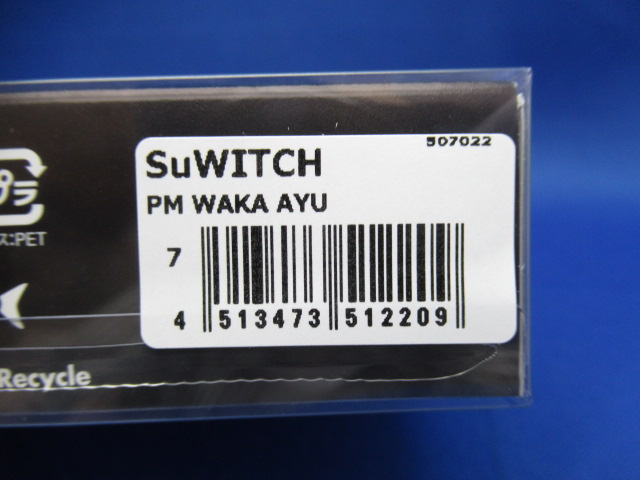 507022
SuWITCH
PM WAKA AYU
7
4 513473 512209
プラ
ス:PET
Recycle